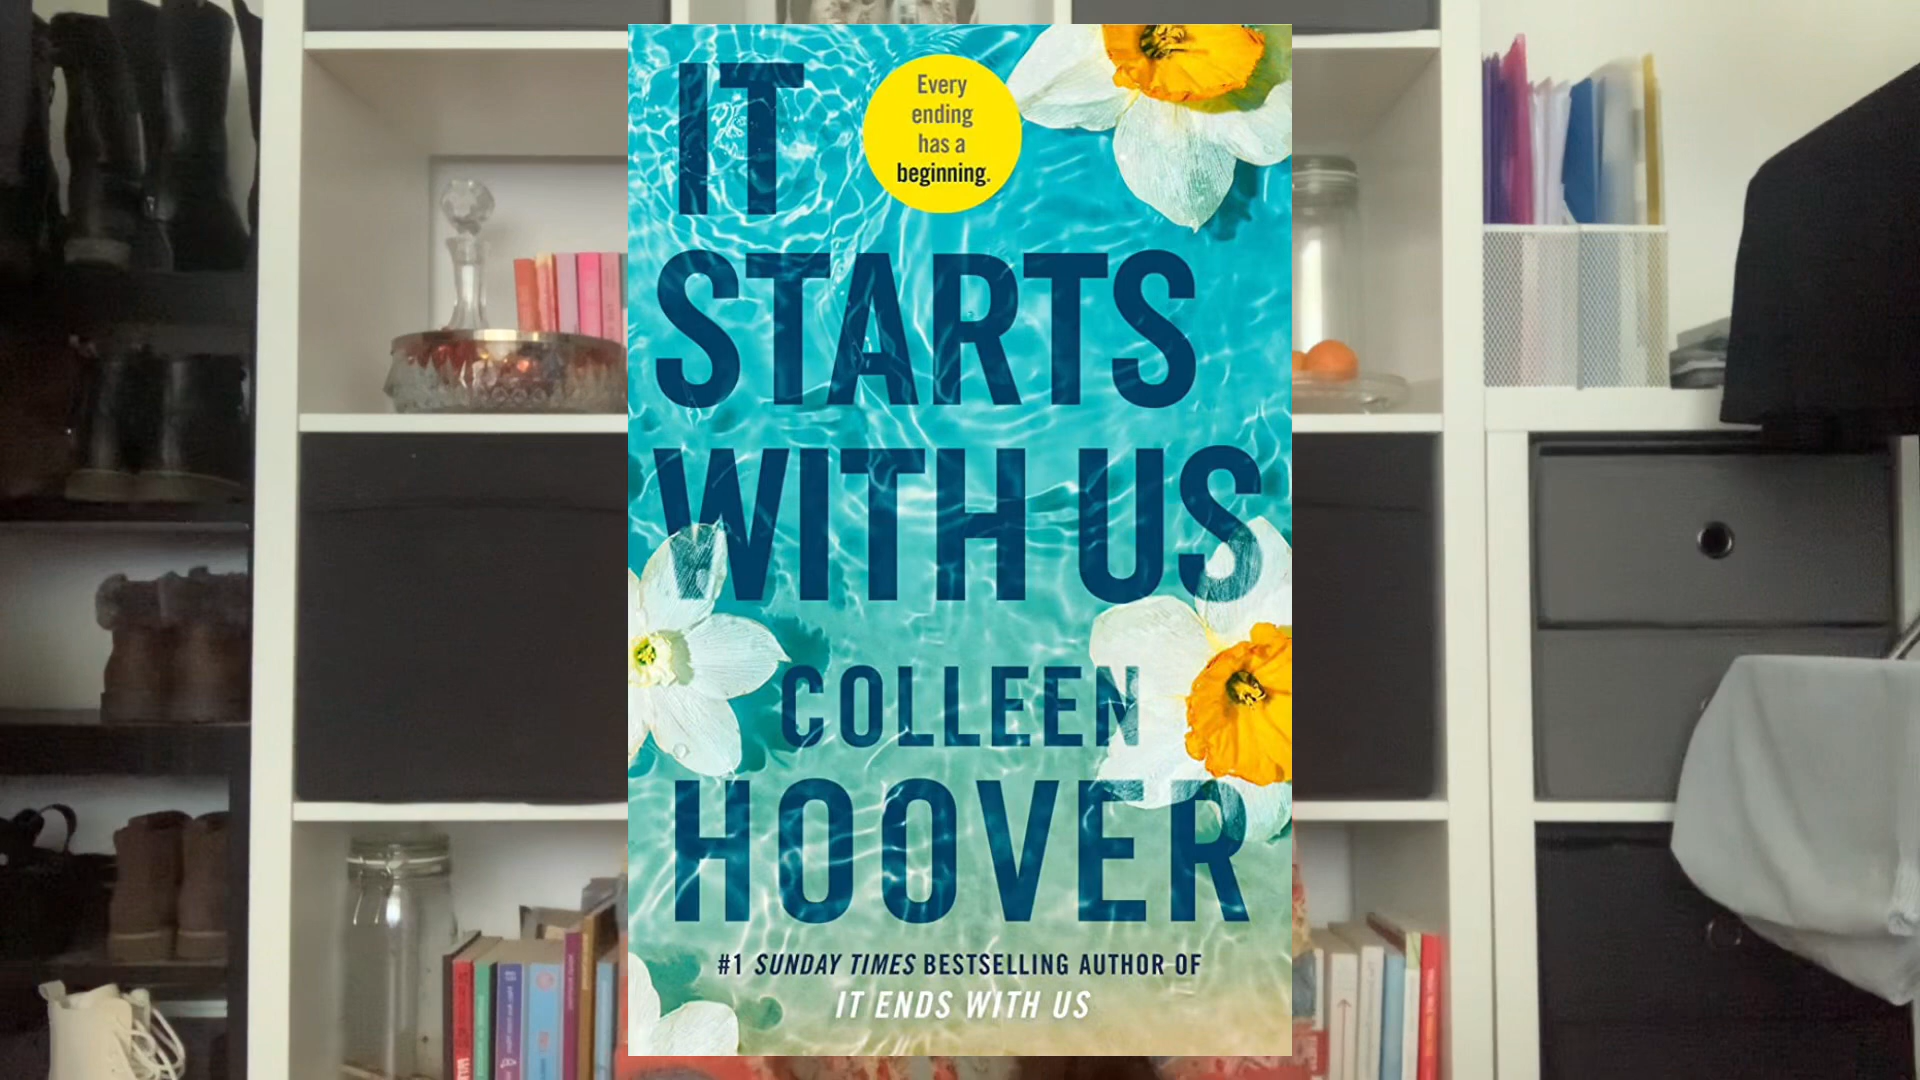 IT
Every
ending
has a
beginning.
STARTS
WITH US
COLLEEN
HOOVER
#1 SUNDAY TIMES BESTSELLING AUTHOR OF
IT ENDS WITH US